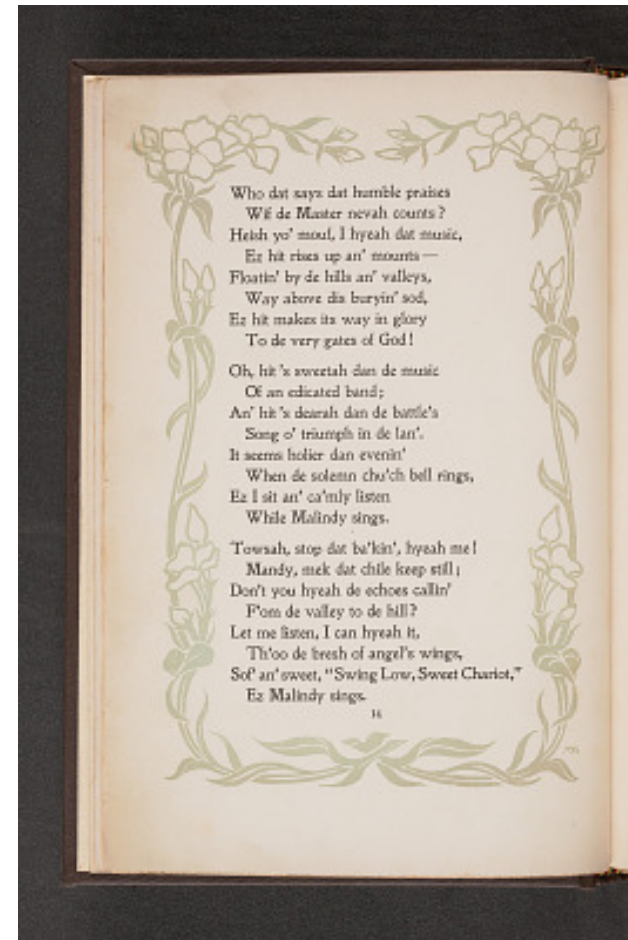 Who dat says dat humble praises
Wif de Master nevah counts?
Heish yo' mouf, I hyeah dat music,
Ez hit rises up an' mounts —
Floatin' by de hills an' valleys,
Way above dis buryin' sod,
Ez hit makes its way in glory
To de very gates of God!
Oh, hit's sweetah dan de music
Of an edicated band;
An' hit's dearah dan de battle's
Song o' triumph in de lan'.
It seems holier dan evenin'
When de solemn chu'ch bell rings,
Ez I sit an' ca'mly listen
While Malindy sings.
Towsah, stop dat ba'kin', hyeah me!
Mandy, mek dat chile keep still;
Don't you hyeah de echoes callin'
F'om de valley to de hill?
Let me listen, I can hyeah it,
Th'oo de bresh of angel's wings,
Sof' an' sweet, "Swing Low, Sweet Chariot,"
Ez Malindy sings.
14